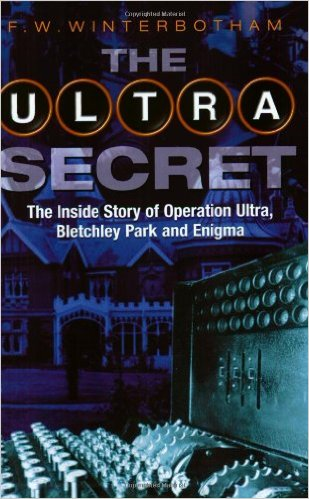 F. W. WINTERBOTHAM
THE
ULTRA
SECRET
The Inside Story of Operation Ultra,
Bletchley Park and Enigma